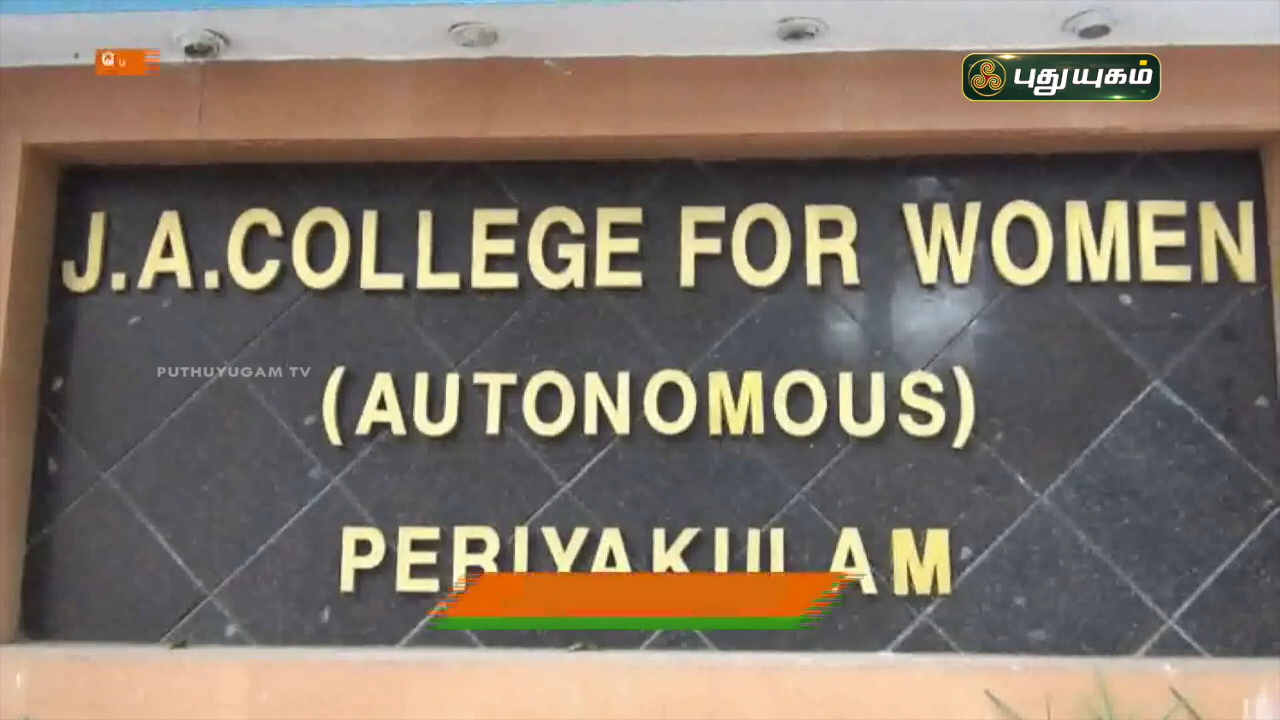 புதுயுகம்
J.A.COLLEGE FOR WOMEN
PUTHUYUGAM TV
(AUTONOMOUS)
PERIYAKULAM